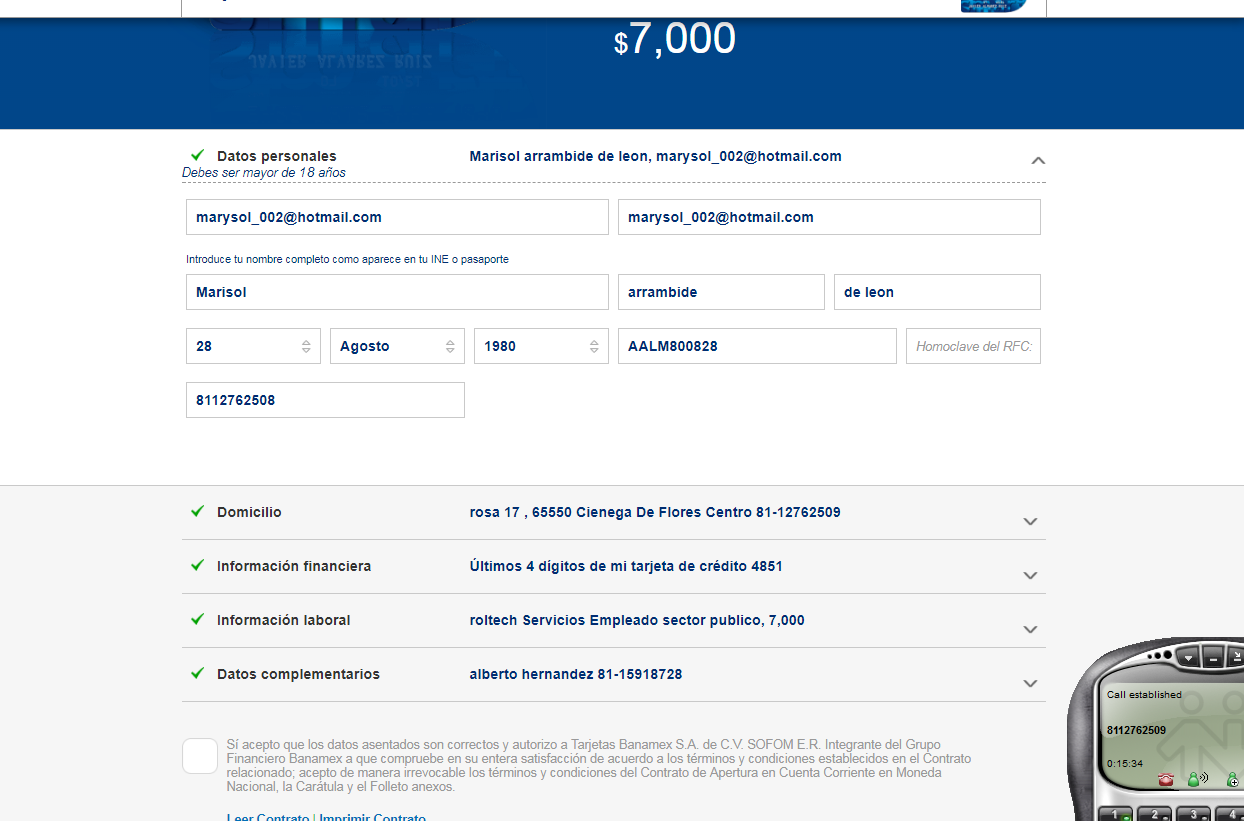 $7,000
JAVIER ALVAREZ RUIZ
Datos personales
Marisol arrambide de leon, marysol_002@hotmail.com
Debes ser mayor de 18 años
marysol_002@hotmail.com
marysol_002@hotmail.com
Introduce tu nombre completo como aparece en tu INE o pasaporte
Marisol
arrambide
de leon
28
Agosto
1980
AALM800828
Homoclave del RFC:
8112762508
Domicilio
rosa 17 , 65550 Cienega De Flores Centro 81-12762509
Información financiera
Últimos 4 dígitos de mi tarjeta de crédito 4851
Información laboral
roltech Servicios Empleado sector publico, 7,000
Datos complementarios
alberto hernandez 81-15918728
Call established
8112762509
0:15:34
1
2
3
4
Sí acepto que los datos asentados son correctos y autorizo a Tarjetas Banamex S.A. de C.V. SOFOM E.R. Integrante del Grupo
Financiero Banamex a que compruebe en su entera satisfacción de acuerdo a los términos y condiciones establecidos en el Contrato
relacionado; acepto de manera irrevocable los términos y condiciones del Contrato de Apertura en Cuenta Corriente en Moneda
Nacional, la Carátula y el Folleto anexos.
Leer Contrato | Imprimir Contrato